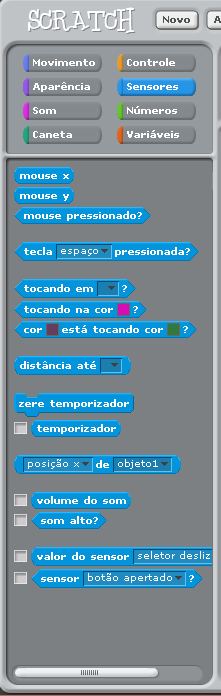 SCRATCH Novo A
Movimento Controle
Aparência Sensores
Som Números
Caneta Variáveis
mouse x
mouse y
mouse pressionado?
tecla espaço pressionada?
tocando em ?
tocando na cor ?
cor está tocando cor ?
distância até
zere temporizador
temporizador
posição x de objeto1
volume do som
som alto?
valor do sensor seletor desliz
sensor botão apertado ?